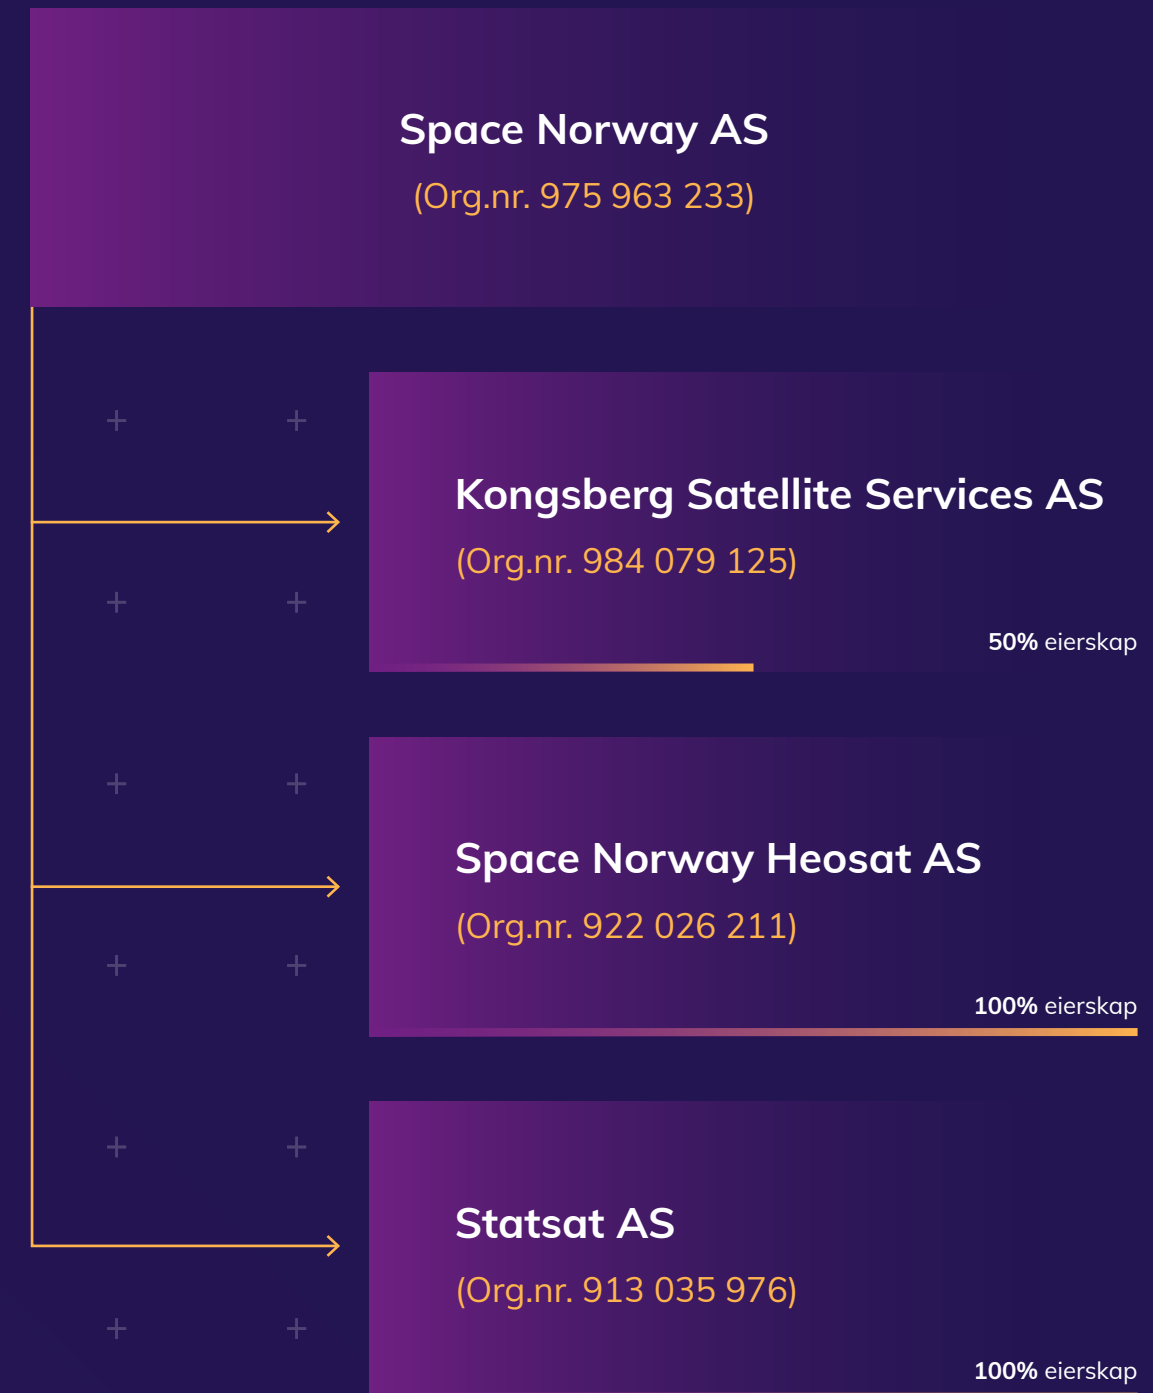 Space Norway AS
(Org.nr. 975 963 233)
Kongsberg Satellite Services AS
(Org.nr. 984 079 125)
50% eierskap
Space Norway Heosat AS
(Org.nr. 922 026 211)
100% eierskap
Statsat AS
(Org.nr. 913 035 976)
100% eierskap